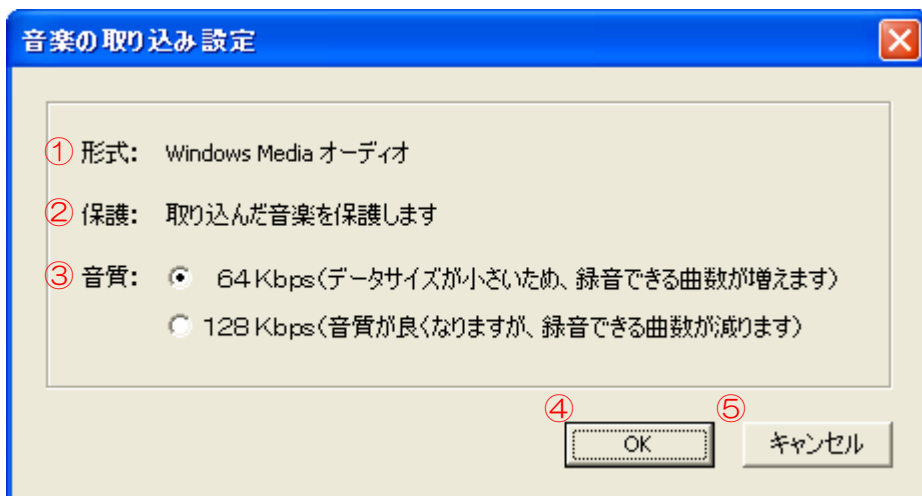 音楽の取り込み設定
① 形式: Windows Media オーディオ
② 保護: 取り込んだ音楽を保護します
③ 音質: 64Kbps(データサイズが小さいため、録音できる曲数が増えます)
128Kbps(音質が良くなりますが、録音できる曲数が減ります)
④ OK ⑤ キャンセル